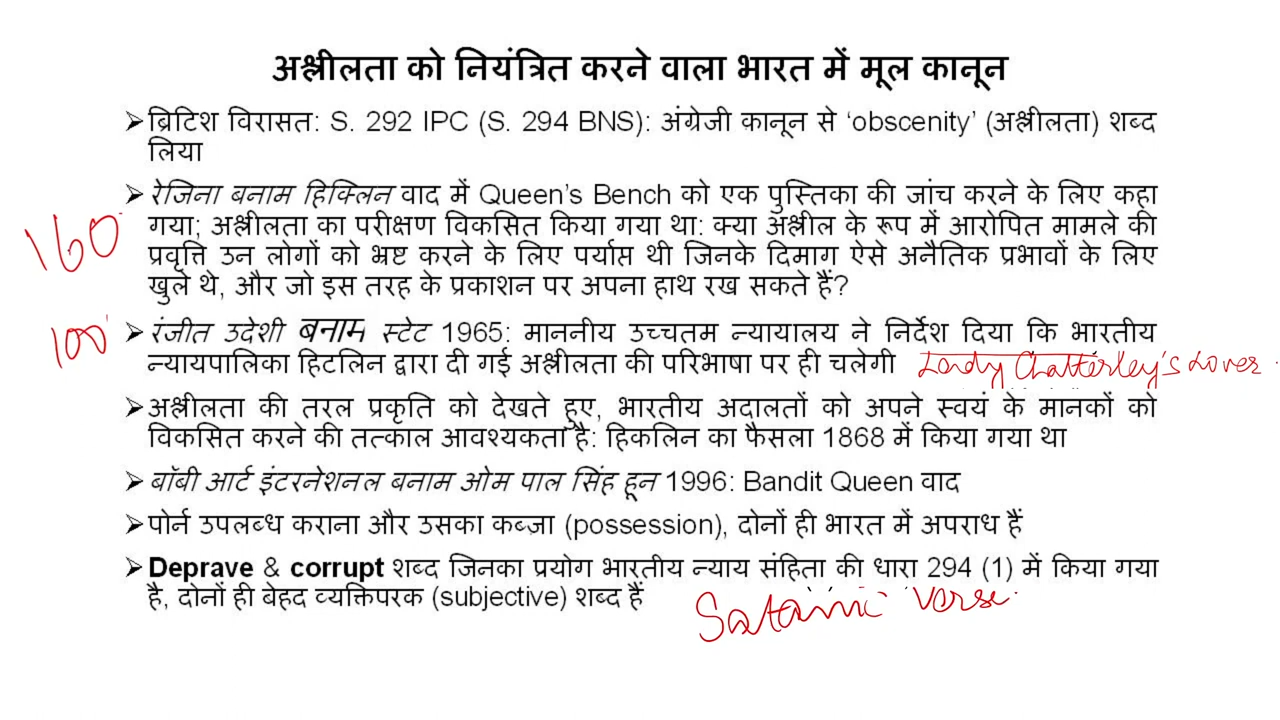 अश्लीलता को नियंत्रित करने वाला भारत में मूल कानून
➢ ब्रिटिश विरासत: S. 292 IPC (S. 294 BNS): अंग्रेजी कानून से ‘obscenity’ (अश्लीलता) शब्द
लिया
➢ रेजिना बनाम हिक्लिन वाद में Queen’s Bench को एक पुस्तिका की जांच करने के लिए कहा
160 गया; अश्लीलता का परीक्षण विकसित किया गया था: क्या अश्लील के रूप में आरोपित मामले की
प्रवृत्ति उन लोगों को भ्रष्ट करने के लिए पर्याप्त थी जिनके दिमाग ऐसे अनैतिक प्रभावों के लिए
खुले थे, और जो इस तरह के प्रकाशन पर अपना हाथ रख सकते हैं?
100 ➢ रंजीत उदेशी बनाम स्टेट 1965: माननीय उच्चतम न्यायालय ने निर्देश दिया कि भारतीय
न्यायपालिका हिटलिन द्वारा दी गई अश्लीलता की परिभाषा पर ही चलेगी Lady Chatterley's Lover
➢ अश्लीलता की तरल प्रकृति को देखते हुए, भारतीय अदालतों को अपने स्वयं के मानकों को
विकसित करने की तत्काल आवश्यकता है: हिकलिन का फैसला 1868 में किया गया था
➢ बॉबी आर्ट इंटरनेशनल बनाम ओम पाल सिंह हून 1996: Bandit Queen वाद
➢ पोर्न उपलब्ध कराना और उसका कब्ज़ा (possession), दोनों ही भारत में अपराध हैं
➢ Deprave & corrupt शब्द जिनका प्रयोग भारतीय न्याय संहिता की धारा 294 (1) में किया गया
है, दोनों ही बेहद व्यक्तिपरक (subjective) शब्द हैं
Satanic Verse